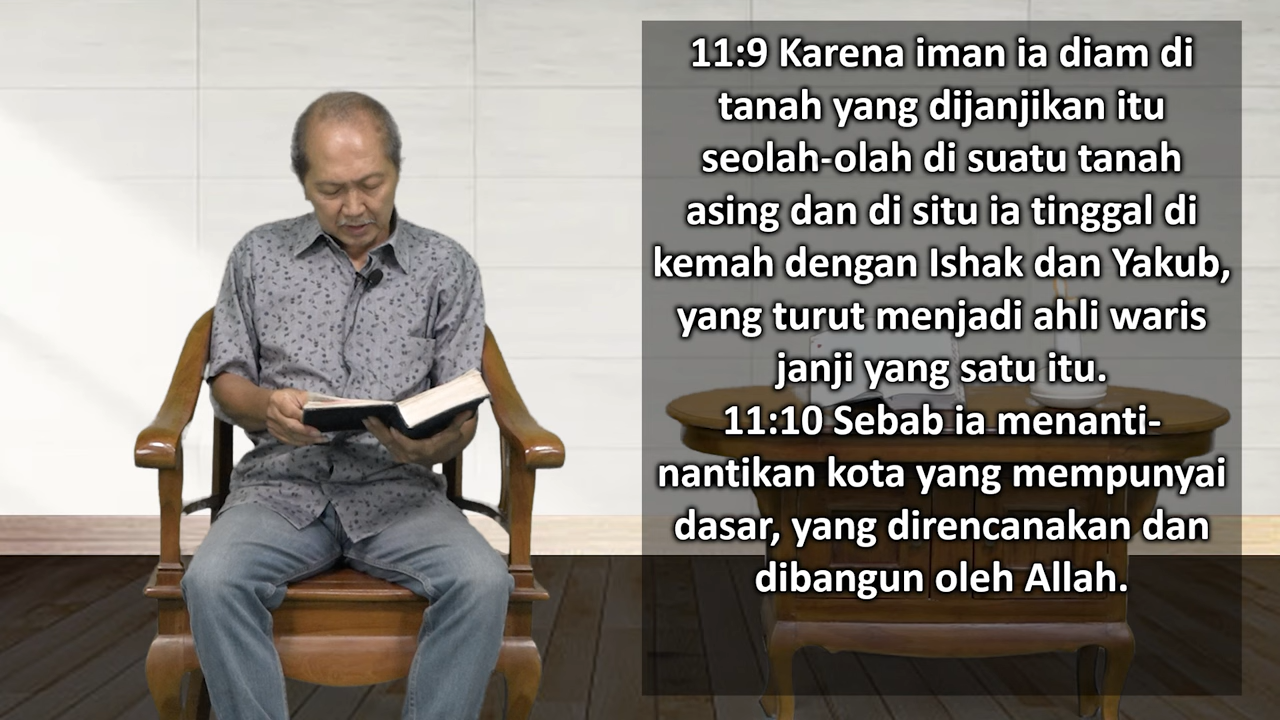 11:9 Karena iman ia diam di
tanah yang dijanjikan itu
seolah-olah di suatu tanah
asing dan di situ ia tinggal di
kemah dengan Ishak dan Yakub,
yang turut menjadi ahli waris
janji yang satu itu.
11:10 Sebab ia menanti-
nantikan kota yang mempunyai
dasar, yang direncanakan dan
dibangun oleh Allah.